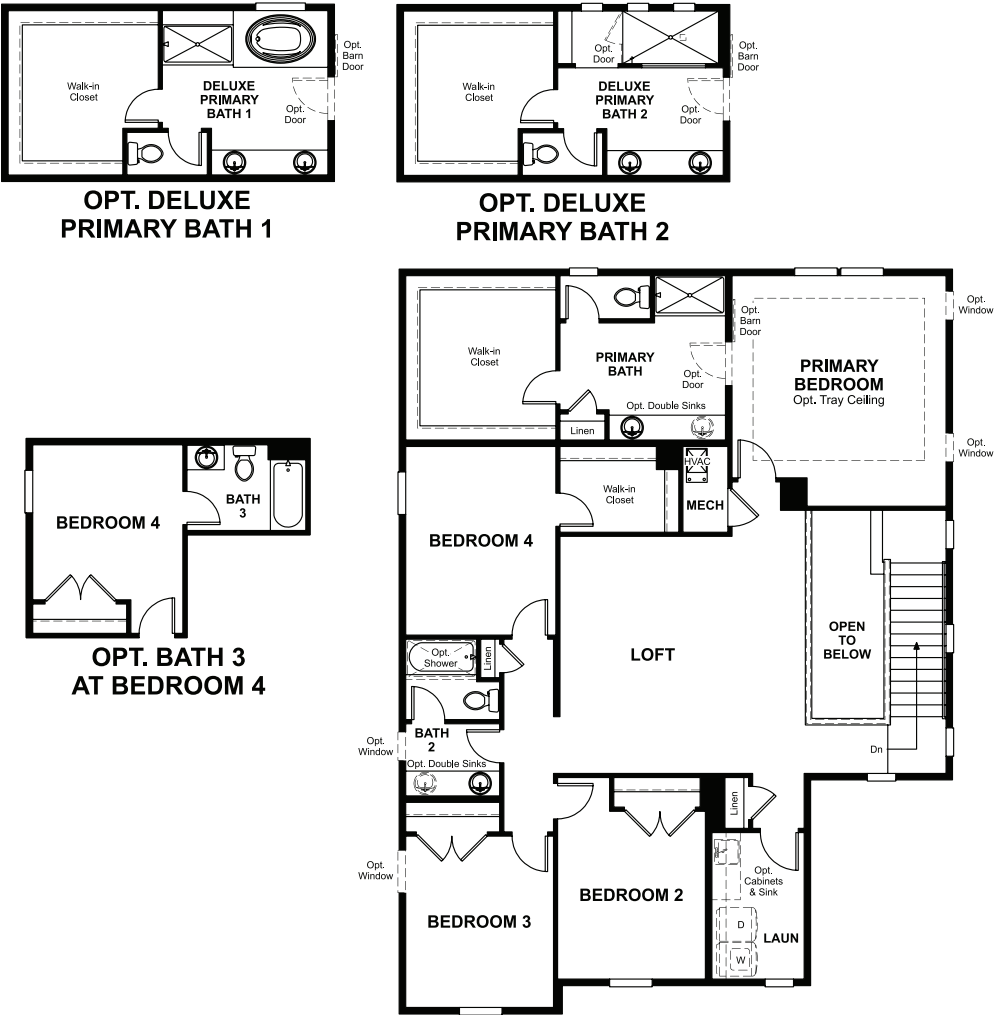 Walk-in
Closet
DELUXE
PRIMARY
BATH 1
Opt.
Barn
Door
Opt.
Door
OPT. DELUXE
PRIMARY BATH 1
Walk-in
Closet
Opt.
Door
DELUXE
PRIMARY
BATH 2
Opt.
Barn
Door
Opt.
Door
OPT. DELUXE
PRIMARY BATH 2
Walk-in
Closet
PRIMARY
BATH
Opt.
Door
Opt. Double Sinks
Linen
Opt.
Barn
Door
PRIMARY
BEDROOM
Opt. Tray Ceiling
Opt.
Window
Opt.
Window
BEDROOM 4
BATH
3
OPT. BATH 3
AT BEDROOM 4
BEDROOM 4
Walk-in
Closet
HVAC
MECH
LOFT
OPEN
TO
BELOW
Dn
Opt.
Shower
Linen
BATH
2
Opt.
Window
Opt. Double Sinks
Opt.
Window
BEDROOM 3
BEDROOM 2
Linen
Opt.
Cabinets
& Sink
D
W
LAUN